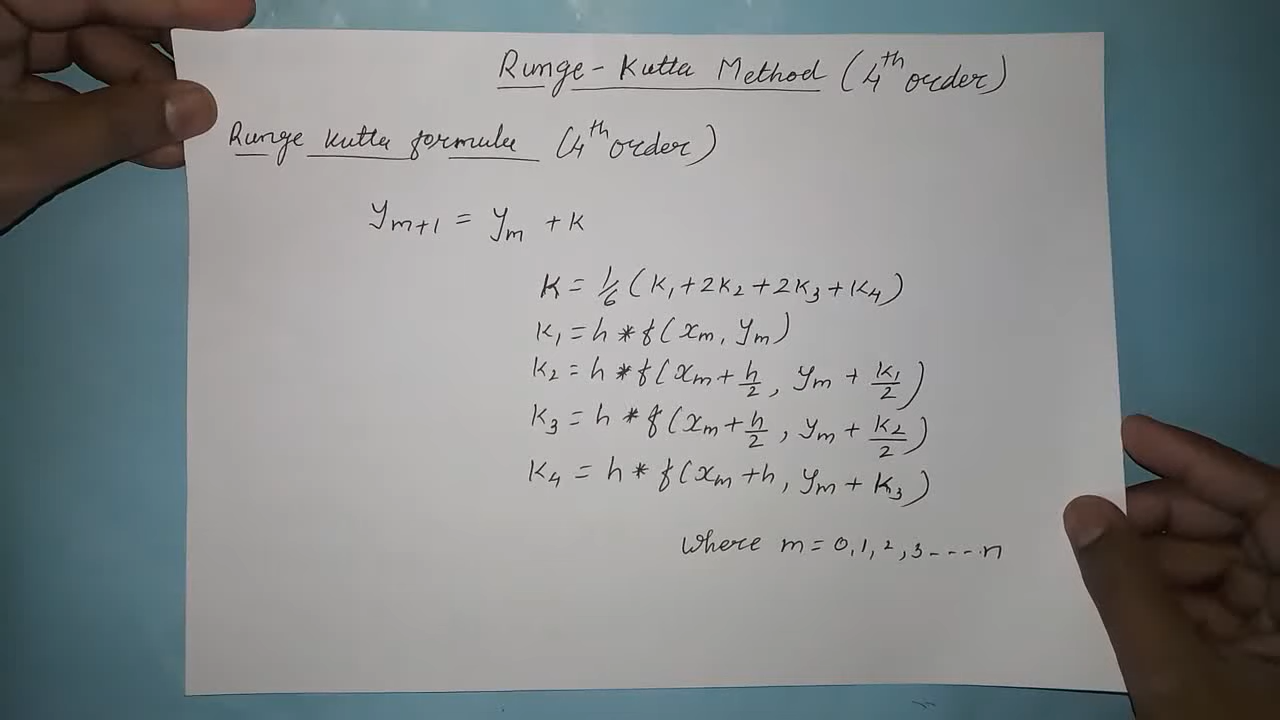 Runge-Kutta Method (4th order)
Runge Kutta formula (4th order)
ym+1 = ym + k
K = 1/6 (K1 + 2K2 + 2K3 + K4)
K1 = h * f(xm, ym)
K2 = h * f(xm + h/2, ym + K1/2)
K3 = h * f(xm + h/2, ym + K2/2)
K4 = h * f(xm + h, ym + K3)
where m = 0,1,2,3----n